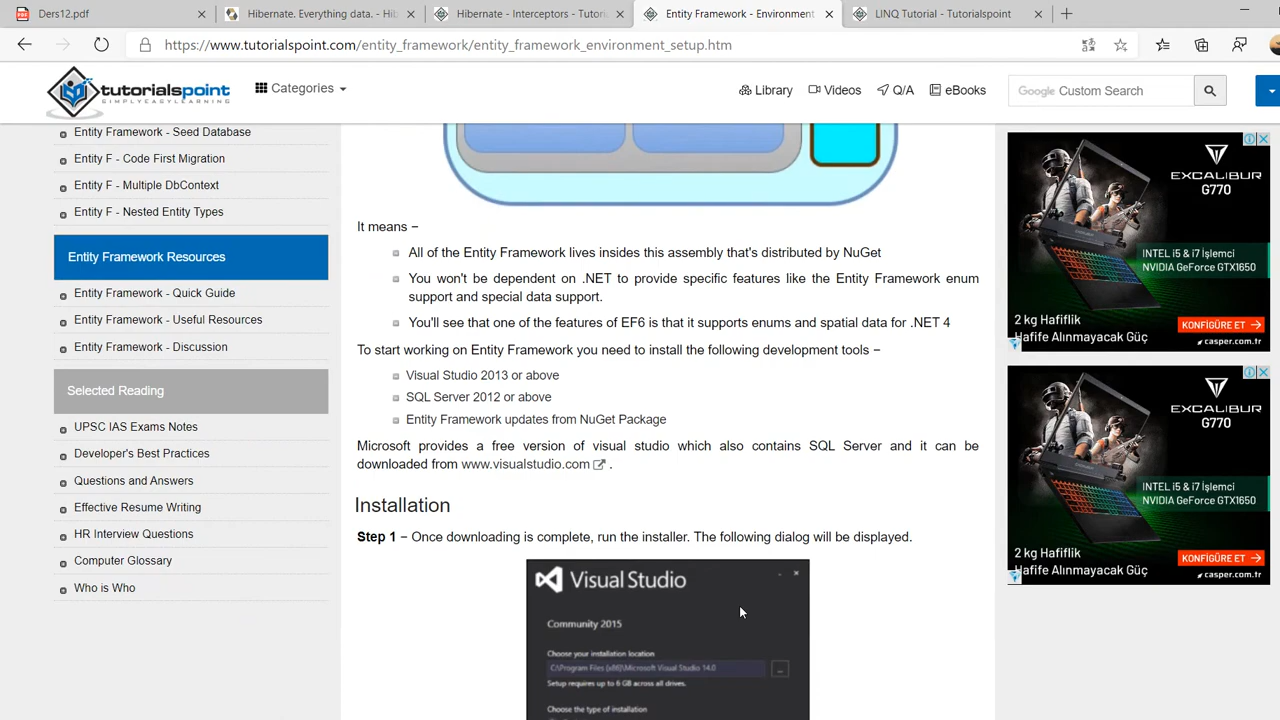 Ders12.pdf
Hibernate. Everything data. - Hi
Hibernate - Interceptors - Tutori
Entity Framework - Environment
LINQ Tutorial - Tutorialspoint
https://www.tutorialspoint.com/entity_framework/entity_framework_environment_setup.htm
tutorialspoint
SIMPLYEASYLEARNING
Categories
Library
Videos
Q/A
eBooks
Google Custom Search
Entity Framework - Seed Database
Entity F - Code First Migration
Entity F - Multiple DbContext
Entity F - Nested Entity Types
Entity Framework Resources
Entity Framework - Quick Guide
Entity Framework - Useful Resources
Entity Framework - Discussion
Selected Reading
UPSC IAS Exams Notes
Developer's Best Practices
Questions and Answers
Effective Resume Writing
HR Interview Questions
Computer Glossary
Who is Who
It means −
All of the Entity Framework lives insides this assembly that's distributed by NuGet
You won't be dependent on .NET to provide specific features like the Entity Framework enum
support and special data support.
You'll see that one of the features of EF6 is that it supports enums and spatial data for .NET 4
To start working on Entity Framework you need to install the following development tools −
Visual Studio 2013 or above
SQL Server 2012 or above
Entity Framework updates from NuGet Package
Microsoft provides a free version of visual studio which also contains SQL Server and it can be
downloaded from www.visualstudio.com .
Installation
Step 1 − Once downloading is complete, run the installer. The following dialog will be displayed.
Visual Studio
Community 2015
Choose your installation location
C:\Program Files (x86)\Microsoft Visual Studio 14.0
...
Setup requires up to 6 GB across all drives.
Choose the type of installation
EXCALIBUR
G770
INTEL i5 & i7 İşlemci
NVIDIA GeForce GTX1650
2 kg Hafiflik
Hafife Alınmayacak Güç
KONFİGÜRE ET
casper.com.tr
EXCALIBUR
G770
INTEL i5 & i7 İşlemci
NVIDIA GeForce GTX1650
2 kg Hafiflik
Hafife Alınmayacak Güç
KONFİGÜRE ET
casper.com.tr